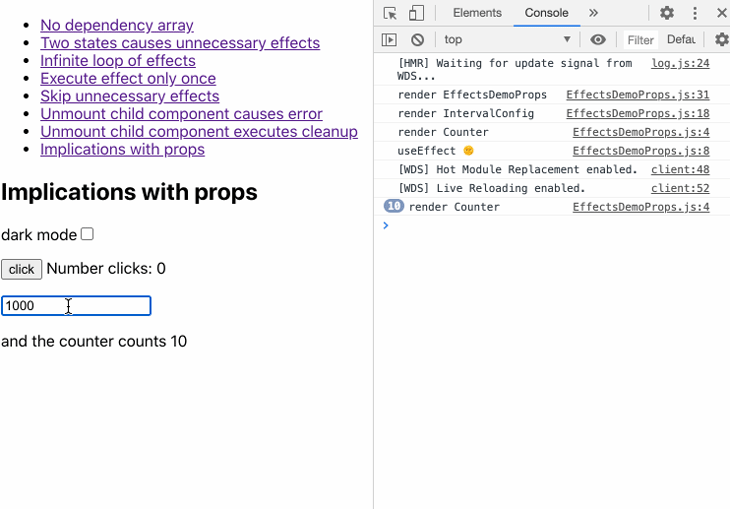 No dependency array
Two states causes unnecessary effects
Infinite loop of effects
Execute effect only once
Skip unnecessary effects
Unmount child component causes error
Unmount child component executes cleanup
Implications with props
Implications with props
dark mode
click Number clicks: 0
1000
and the counter counts 10
Elements Console »
top Filter Defau
[HMR] Waiting for update signal from log.js:24
WDS...
render EffectsDemoProps EffectsDemoProps.js:31
render IntervalConfig EffectsDemoProps.js:18
render Counter EffectsDemoProps.js:4
useEffect EffectsDemoProps.js:8
[WDS] Hot Module Replacement enabled. client:48
[WDS] Live Reloading enabled. client:52
10 render Counter EffectsDemoProps.js:4